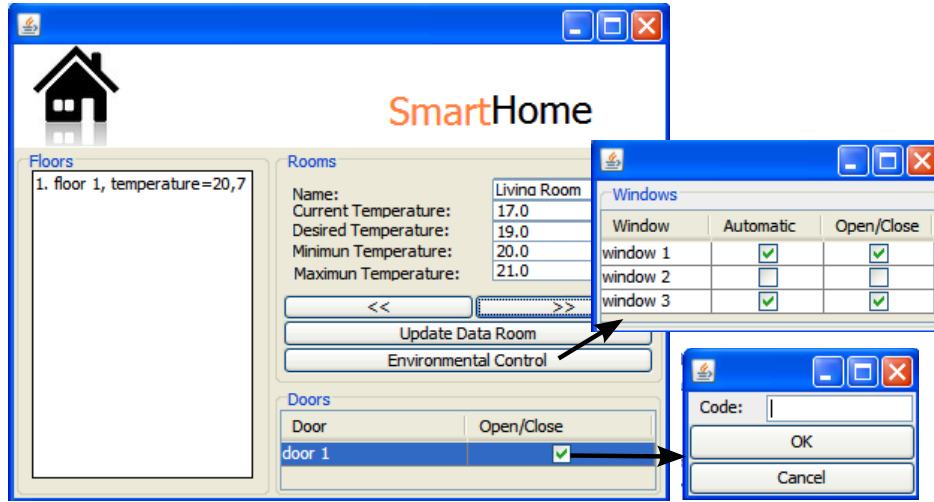 SmartHome
Floors
1. floor 1, temperature=20,7
Rooms
Name: Living Room
Current Temperature: 17.0
Desired Temperature: 19.0
Minimun Temperature: 20.0
Maximun Temperature: 21.0
<< >>
Update Data Room
Environmental Control
Doors
Door Open/Close
door 1
Windows
Window Automatic Open/Close
window 1
window 2
window 3
Code:
OK
Cancel